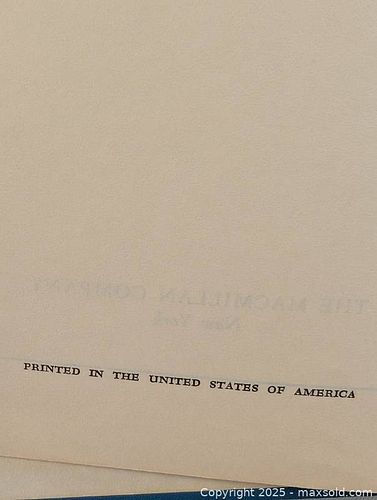 THE MACMILLAN COMPANY
New York
PRINTED IN THE UNITED STATES OF AMERICA
Copyright © 2025 - maxsold.com